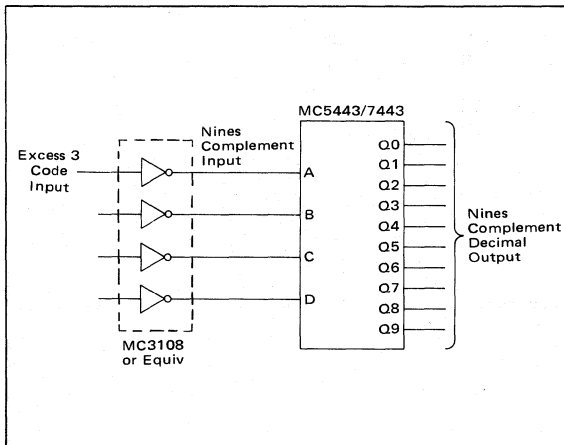 MC5443/7443
Nines
Complement
Input
Excess 3
Code
Input
A
B
C
D
Q0
Q1
Q2
Q3
Q4
Q5
Q6
Q7
Q8
Q9
Nines
Complement
Decimal
Output
MC3108
or Equiv